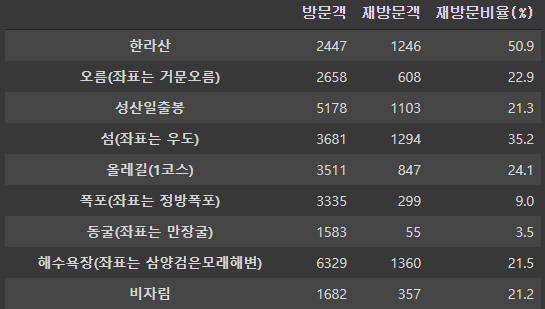 방문객 재방문객 재방문비율(%)
한라산 2447 1246 50.9
오름(좌표는 거문오름) 2658 608 22.9
성산일출봉 5178 1103 21.3
섬(좌표는 우도) 3681 1294 35.2
올레길(1코스) 3511 847 24.1
폭포(좌표는 정방폭포) 3335 299 9.0
동굴(좌표는 만장굴) 1583 55 3.5
해수욕장(좌표는 삼양검은모래해변) 6329 1360 21.5
비자림 1682 357 21.2